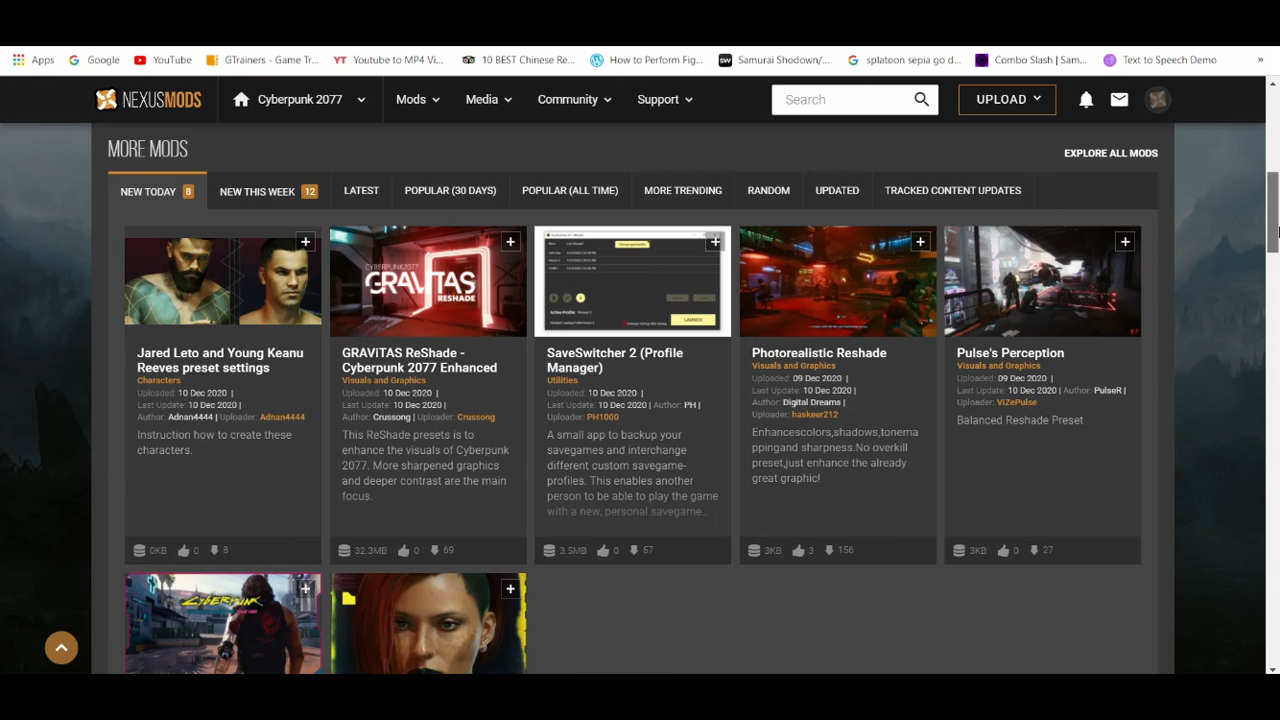 Apps Google YouTube GTrainers - Game Tr... Youtube to MP4 Vi... 10 BEST Chinese Re... How to Perform Fig... Samurai Shodown/... splatoon sepia go d... Combo Slash | Sam... Text to Speech Demo »
NEXUSMODS Cyberpunk 2077 Mods Media Community Support Search UPLOAD
MORE MODS
EXPLORE ALL MODS
NEW TODAY 8 NEW THIS WEEK 12 LATEST POPULAR (30 DAYS) POPULAR (ALL TIME) MORE TRENDING RANDOM UPDATED TRACKED CONTENT UPDATES
Jared Leto and Young Keanu
Reeves preset settings
Characters
Uploaded: 10 Dec 2020 |
Last Update: 10 Dec 2020 |
Author: Adnan4444 | Uploader: Adnan4444
Instruction how to create these
characters.
0KB 0 8
CYBERPUNK2077
GRAViTAS
RESHADE
GRAViTAS ReShade -
Cyberpunk 2077 Enhanced
Visuals and Graphics
Uploaded: 10 Dec 2020 |
Last Update: 10 Dec 2020 |
Author: Crussong | Uploader: Crussong
This ReShade presets is to
enhance the visuals of Cyberpunk
2077. More sharpened graphics
and deeper contrast are the main
focus.
32.3MB 0 69
LAUNCH
SaveSwitcher 2 (Profile
Manager)
Utilities
Uploaded: 10 Dec 2020 |
Last Update: 10 Dec 2020 | Author: PH |
Uploader: PH1000
A small app to backup your
savegames and interchange
different custom savegame-
profiles. This enables another
person to be able to play the game
with a new, personal savegame...
3.5MB 0 57
Photorealistic Reshade
Visuals and Graphics
Uploaded: 09 Dec 2020 |
Last Update: 10 Dec 2020 |
Author: Digital Dreams |
Uploader: haskeer212
Enhancescolors,shadows,tonema
ppingand sharpness.No overkill
preset,just enhance the already
great graphic!
3KB 3 156
Pulse's Perception
Visuals and Graphics
Uploaded: 09 Dec 2020 |
Last Update: 10 Dec 2020 | Author: PulseR |
Uploader: ViZePulse
Balanced Reshade Preset
3KB 0 27
CYBERPUNK